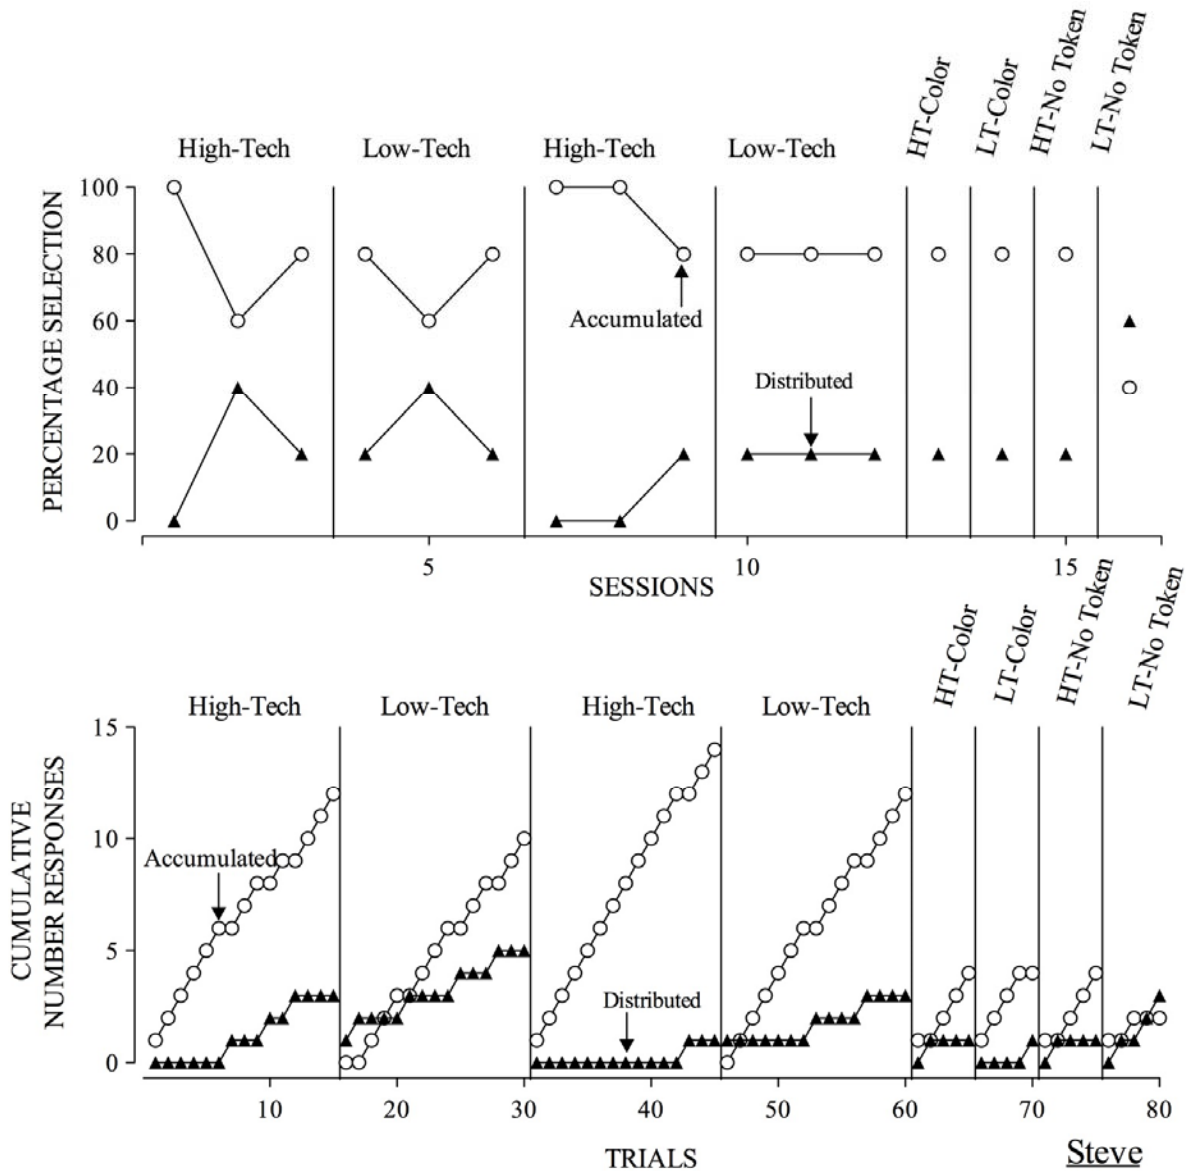 HT-Color
LT-Color
HT-No Token
LT-No Token
High-Tech
Low-Tech
High-Tech
Low-Tech
PERCENTAGE SELECTION
100
80
60
40
20
0
Accumulated
Distributed
5
10
15
SESSIONS
HT-Color
LT-Color
HT-No Token
LT-No Token
High-Tech
Low-Tech
High-Tech
Low-Tech
CUMULATIVE
NUMBER RESPONSES
15
10
5
0
Accumulated
Distributed
10
20
30
40
50
60
70
80
TRIALS
Steve